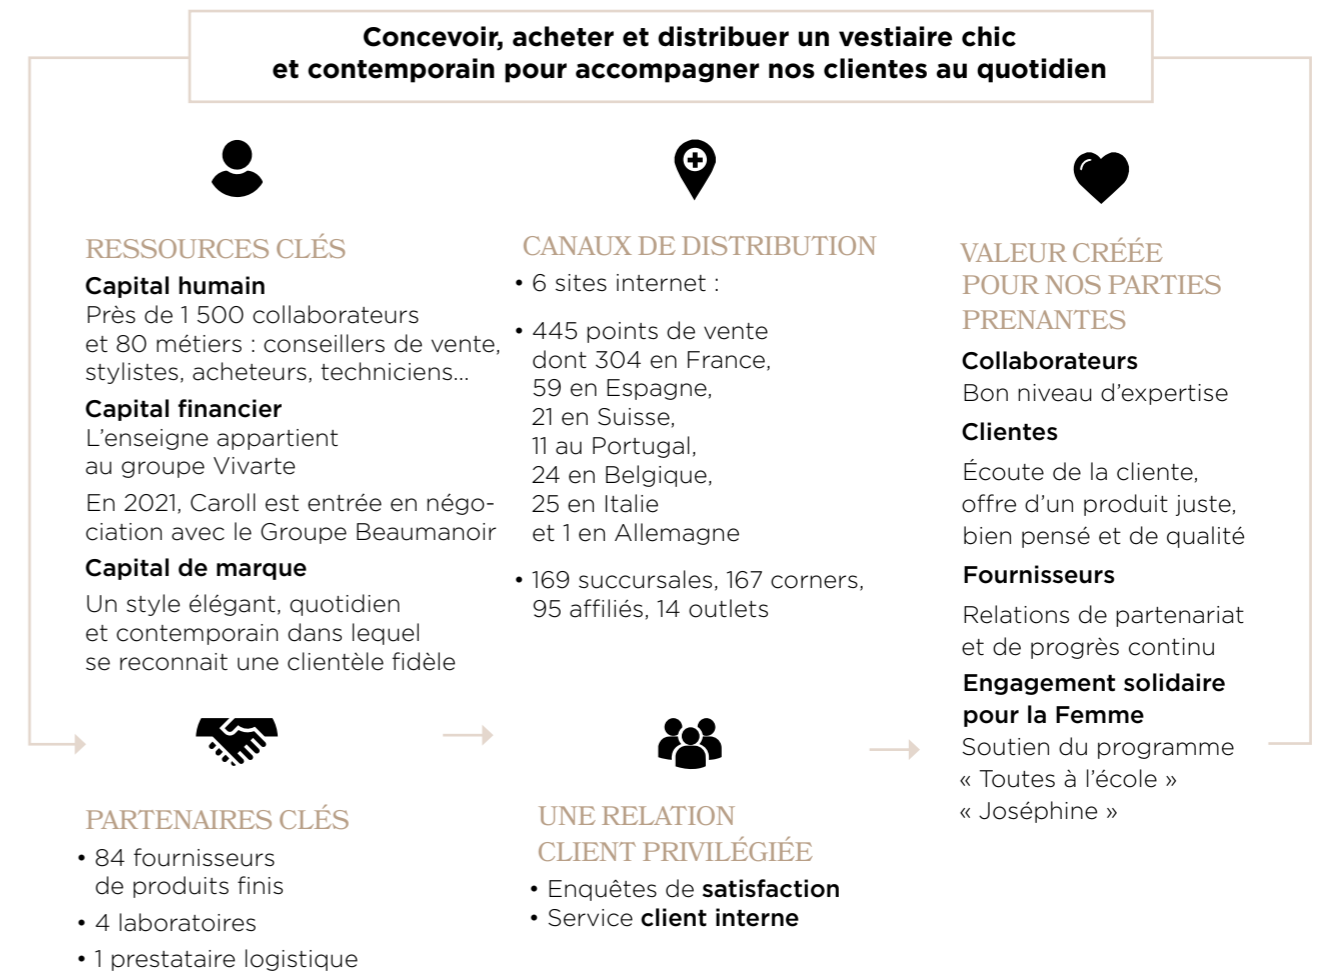 Concevoir, acheter et distribuer un vestiaire chic
et contemporain pour accompagner nos clientes au quotidien
RESSOURCES CLÉS
Capital humain
Près de 1 500 collaborateurs
et 80 métiers : conseillers de vente,
stylistes, acheteurs, techniciens...
Capital financier
L'enseigne appartient
au groupe Vivarte
En 2021, Caroll est entrée en négo-
ciation avec le Groupe Beaumanoir
Capital de marque
Un style élégant, quotidien
et contemporain dans lequel
se reconnait une clientèle fidèle
PARTENAIRES CLÉS
• 84 fournisseurs
de produits finis
• 4 laboratoires
• 1 prestataire logistique
CANAUX DE DISTRIBUTION
• 6 sites internet :
• 445 points de vente
dont 304 en France,
59 en Espagne,
21 en Suisse,
11 au Portugal,
24 en Belgique,
25 en Italie
et 1 en Allemagne
• 169 succursales, 167 corners,
95 affiliés, 14 outlets
UNE RELATION
CLIENT PRIVILÉGIÉE
• Enquêtes de satisfaction
• Service client interne
VALEUR CRÉÉE
POUR NOS PARTIES
PRENANTES
Collaborateurs
Bon niveau d'expertise
Clientes
Écoute de la cliente,
offre d'un produit juste,
bien pensé et de qualité
Fournisseurs
Relations de partenariat
et de progrès continu
Engagement solidaire
pour la Femme
Soutien du programme
« Toutes à l'école »
« Joséphine »